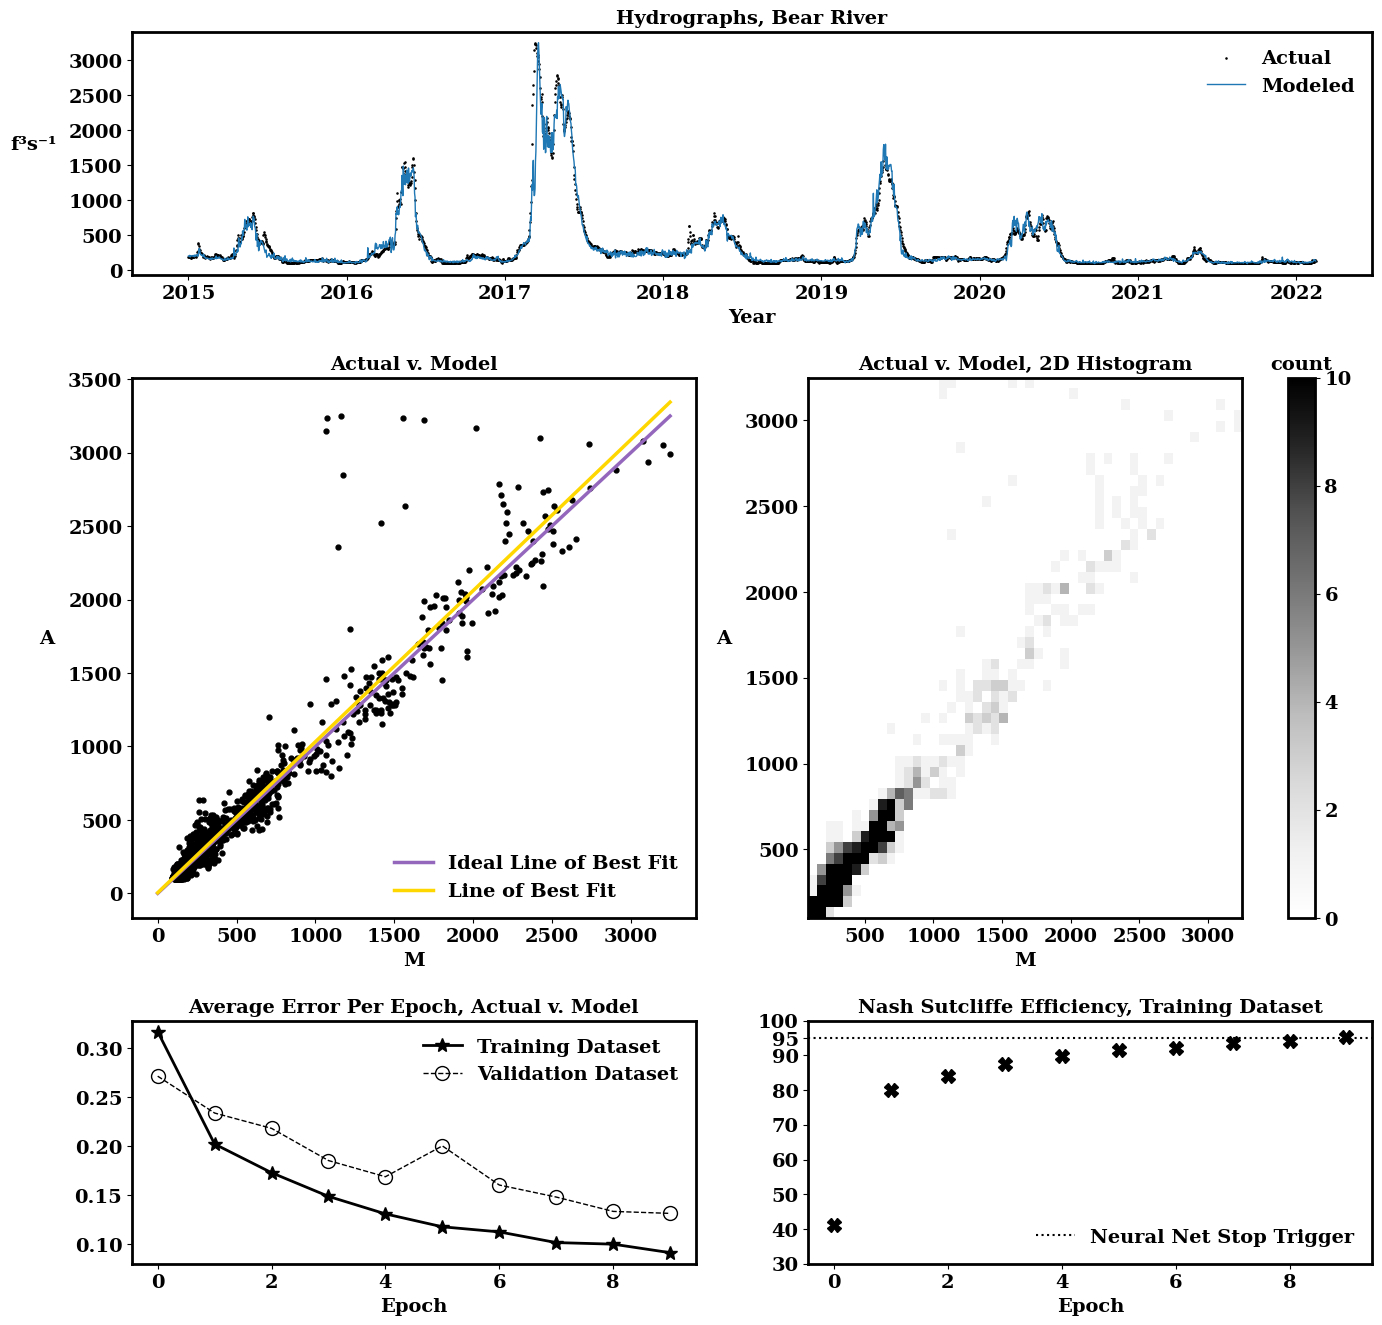 Hydrographs, Bear River
3000
2500
2000
1500
1000
500
0
f³s⁻¹
Actual
Modeled
2015 2016 2017 2018 2019 2020 2021 2022
Year
Actual v. Model
3500
3000
2500
2000
1500
1000
500
0
A
Ideal Line of Best Fit
Line of Best Fit
0 500 1000 1500 2000 2500 3000
M
Actual v. Model, 2D Histogram
3000
2500
2000
1500
1000
500
A
500 1000 1500 2000 2500 3000
M
count
10
8
6
4
2
0
Average Error Per Epoch, Actual v. Model
0.30
0.25
0.20
0.15
0.10
Training Dataset
Validation Dataset
0 2 4 6 8
Epoch
Nash Sutcliffe Efficiency, Training Dataset
100
95
90
80
70
60
50
40
30
Neural Net Stop Trigger
0 2 4 6 8
Epoch